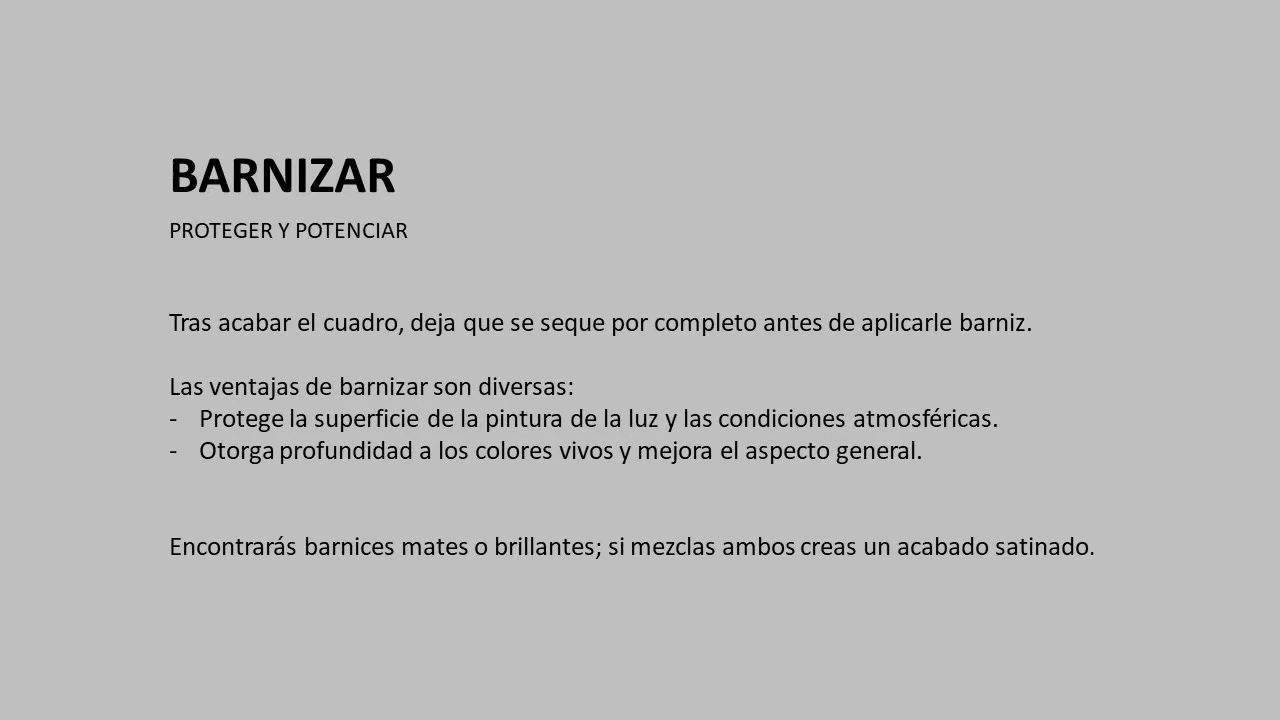 BARNIZAR
PROTEGER Y POTENCIAR
Tras acabar el cuadro, deja que se seque por completo antes de aplicarle barniz.
Las ventajas de barnizar son diversas:
- Protege la superficie de la pintura de la luz y las condiciones atmosféricas.
- Otorga profundidad a los colores vivos y mejora el aspecto general.
Encontrarás barnices mates o brillantes; si mezclas ambos creas un acabado satinado.